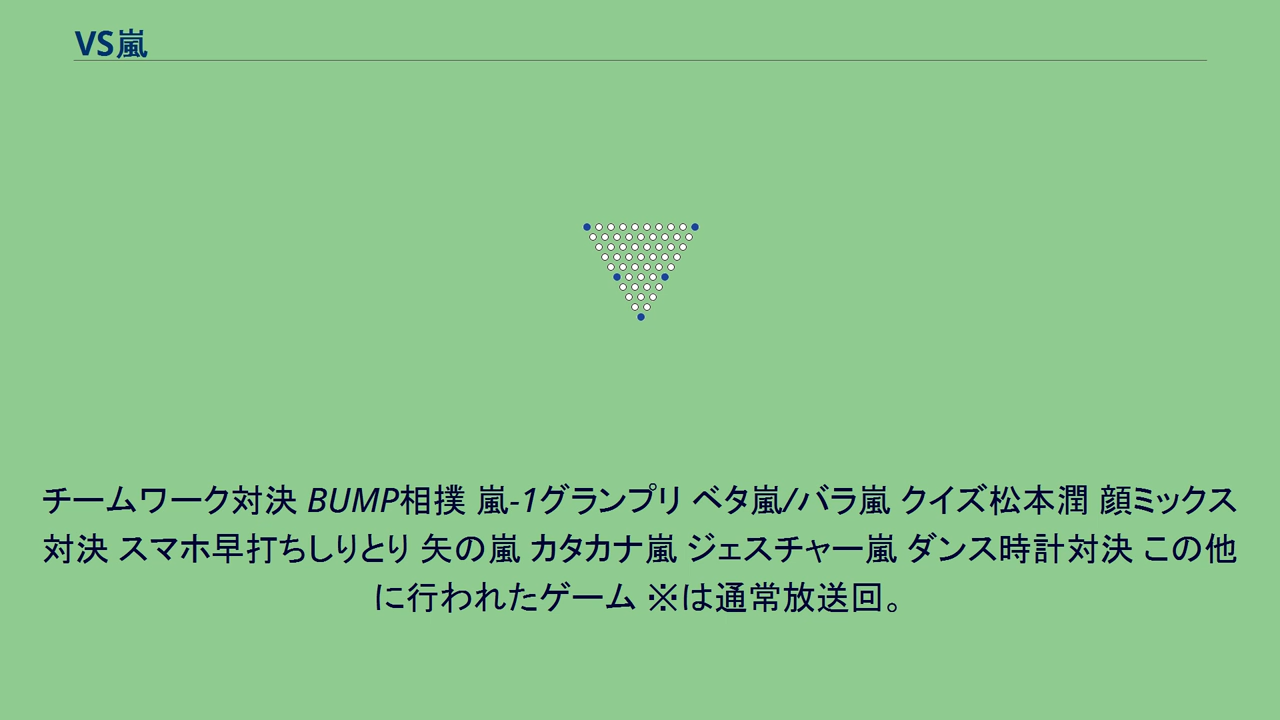 VS嵐
チームワーク対決 BUMP相撲 嵐-1グランプリ ベタ嵐/バラ嵐 クイズ松本潤 顔ミックス
対決 スマホ早打ちしりとり 矢の嵐 カタカナ嵐 ジェスチャー嵐 ダンス時計対決 この他
に行われたゲーム ※は通常放送回。